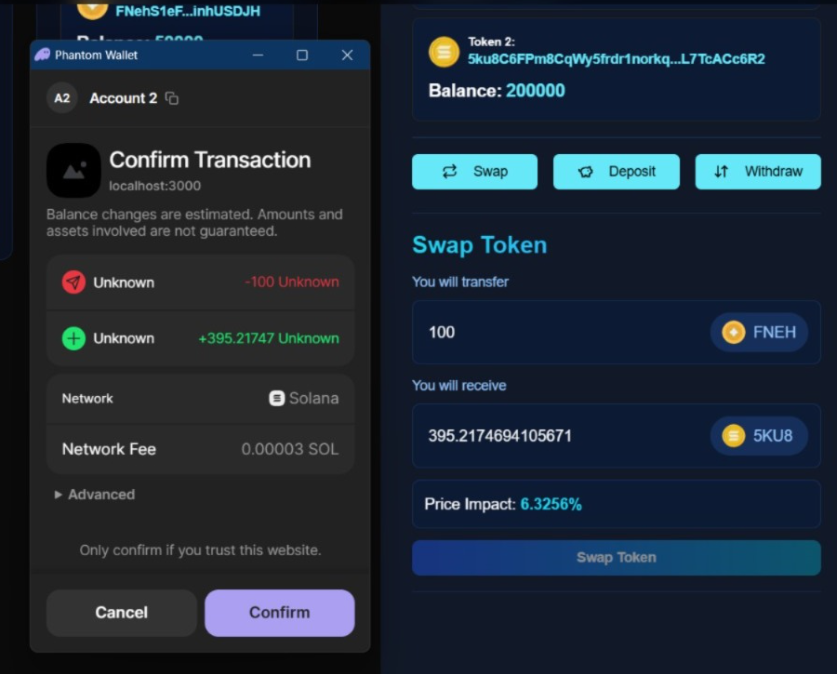 FNehS1eF...inhUSDJH
Phantom Wallet
A2 Account 2
Confirm Transaction
localhost:3000
Balance changes are estimated. Amounts and
assets involved are not guaranteed.
Unknown -100 Unknown
Unknown +395.21747 Unknown
Network Solana
Network Fee 0.00003 SOL
Advanced
Only confirm if you trust this website.
Cancel Confirm
Token 2:
5ku8C6FPm8CqWy5frdr1norkq...L7TcACc6R2
Balance: 200000
Swap Deposit Withdraw
Swap Token
You will transfer
100 FNEH
You will receive
395.2174694105671 5KU8
Price Impact: 6.3256%
Swap Token